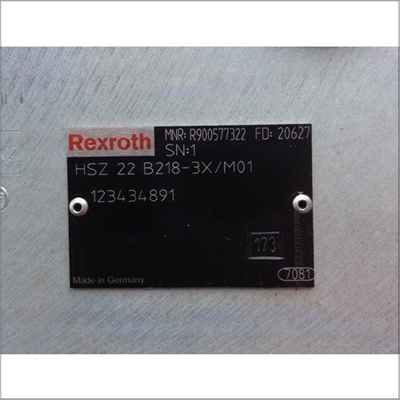 Rexroth MNR: R900577322 FD: 20627
SN:1
HSZ 22 B218-3X/M01
123434891
173
Made in Germany
7081